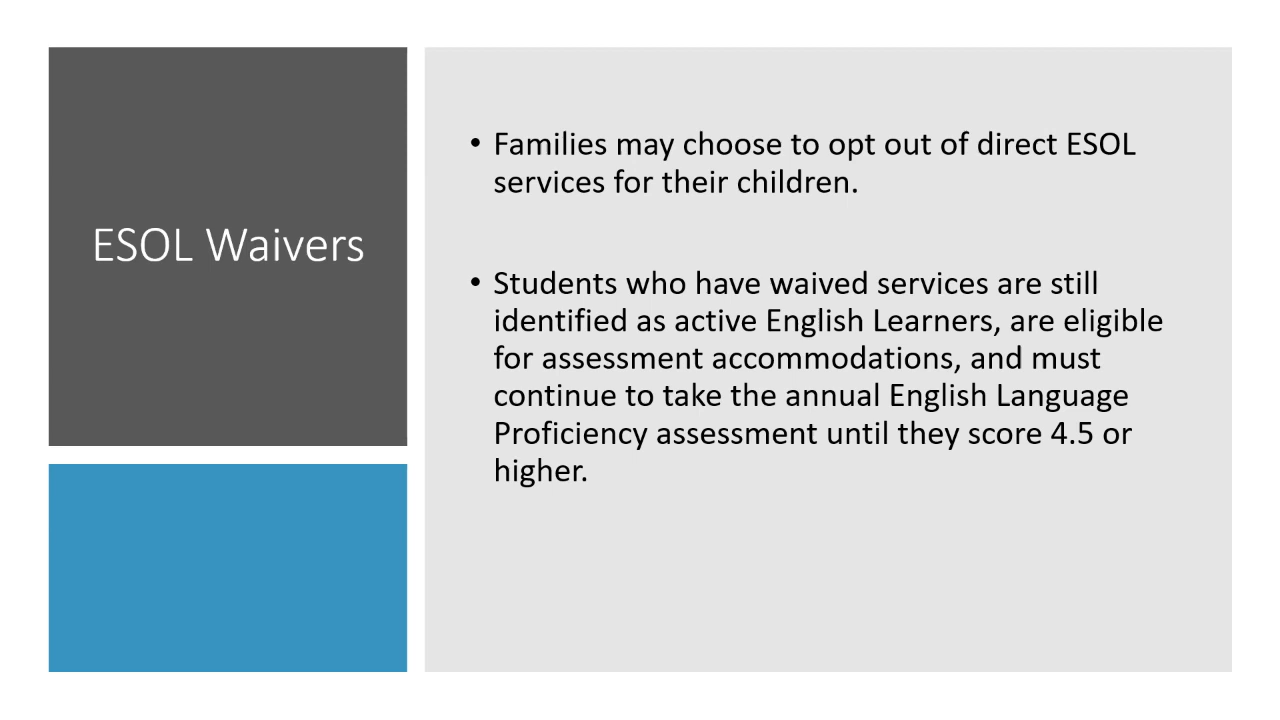 ESOL Waivers
• Families may choose to opt out of direct ESOL
services for their children.
• Students who have waived services are still
identified as active English Learners, are eligible
for assessment accommodations, and must
continue to take the annual English Language
Proficiency assessment until they score 4.5 or
higher.